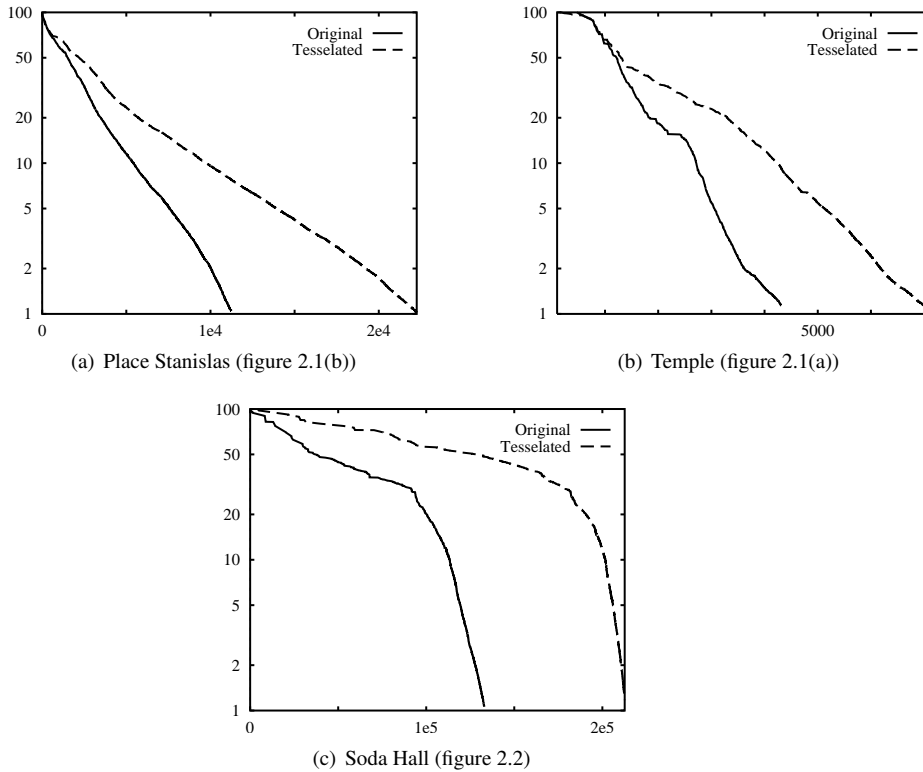 100
50
20
10
5
2
1
0
1e4
2e4
Original
Tesselated
(a) Place Stanislas (figure 2.1(b))
100
50
20
10
5
2
1
5000
Original
Tesselated
(b) Temple (figure 2.1(a))
100
50
20
10
5
2
1
0
1e5
2e5
Original
Tesselated
(c) Soda Hall (figure 2.2)